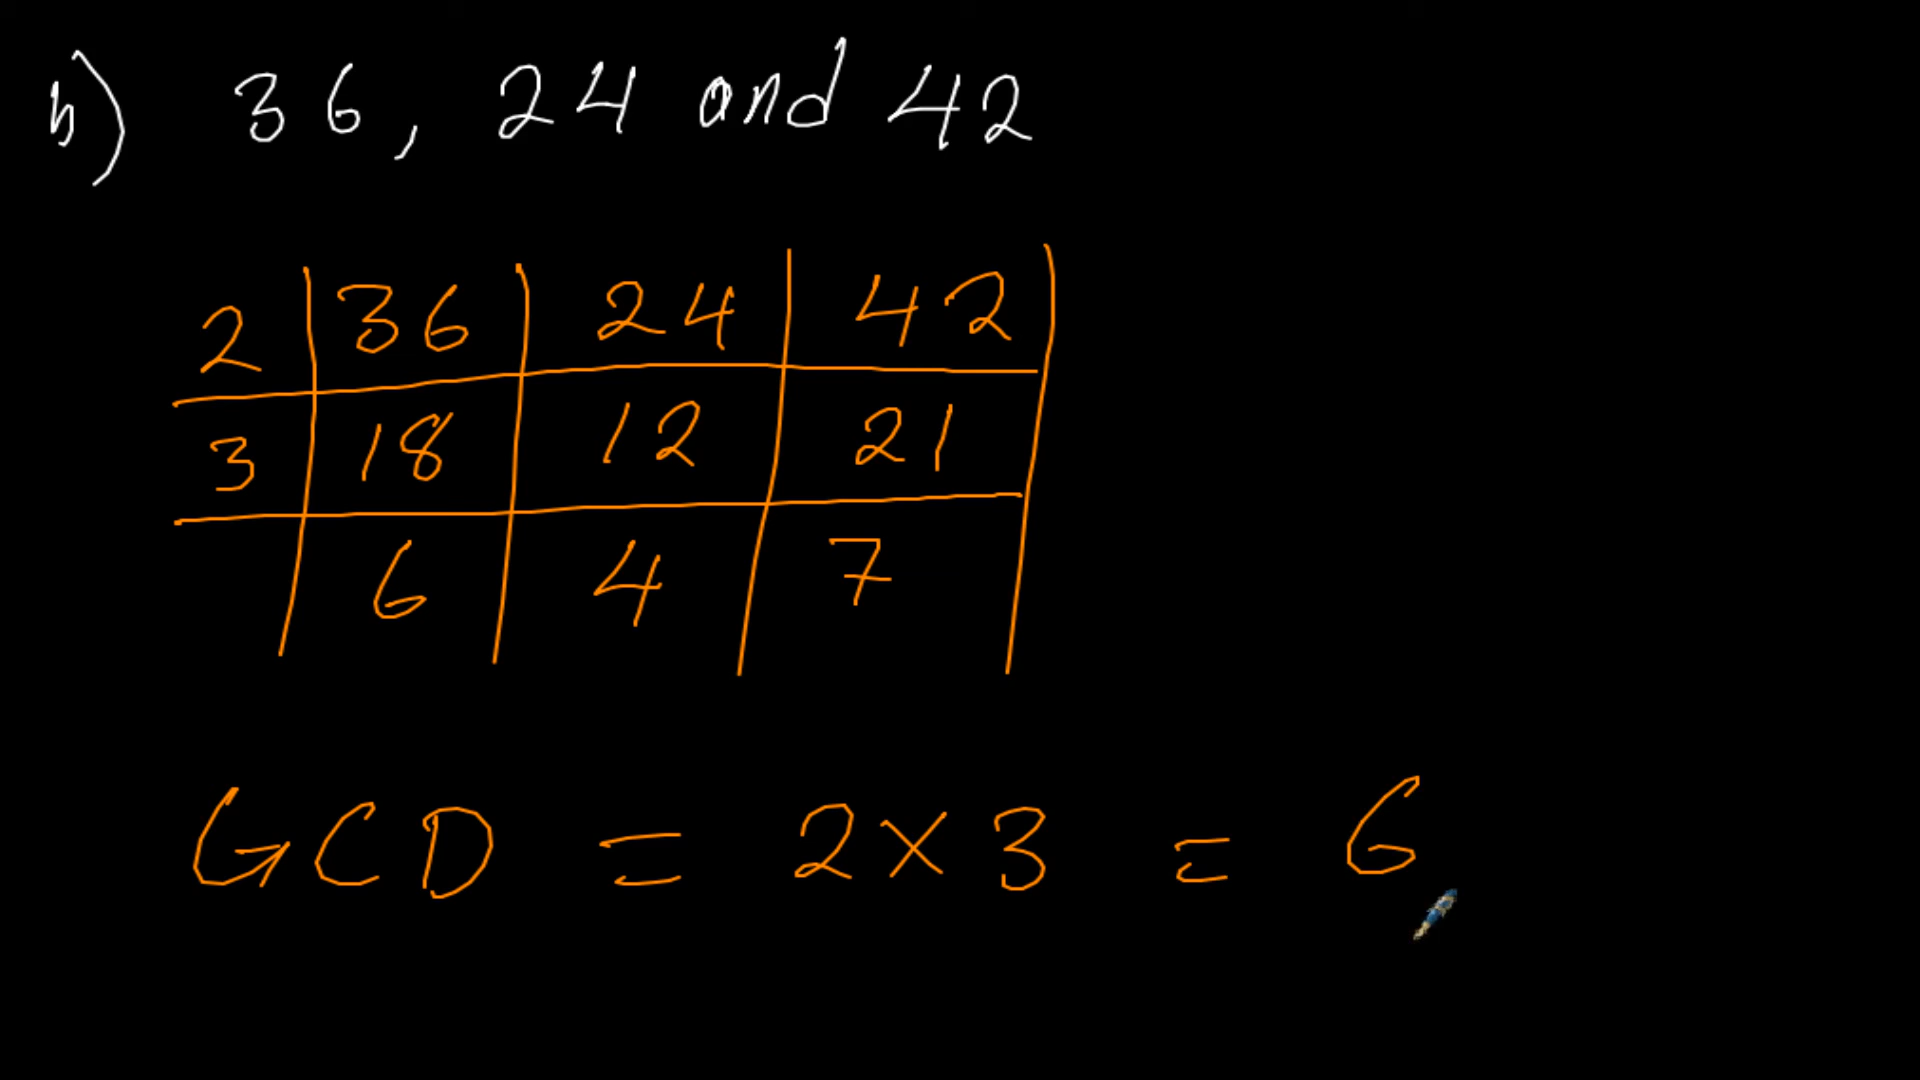 b) 36, 24 and 42
2 36 24 42
3 18 12 21
6 4 7
GCD = 2 × 3 = 6